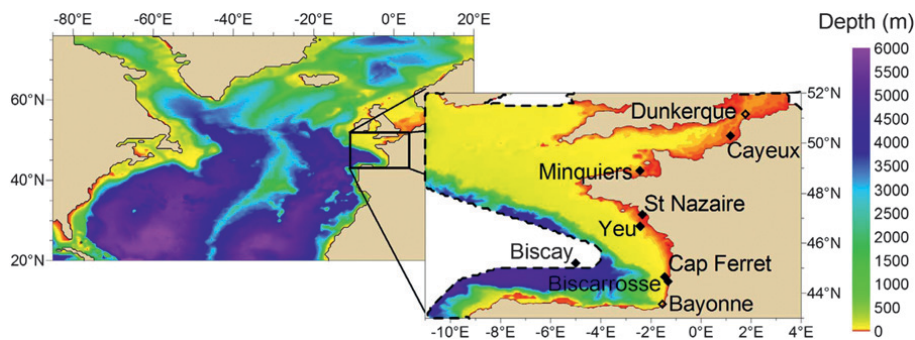 -80°E -60°E -40°E -20°E 0°E 20°E
60°N
40°N
20°N
Depth (m)
6000
5500
5000
4500
4000
3500
3000
2500
2000
1500
1000
500
0
52°N
50°N
48°N
46°N
44°N
-10°E -8°E -6°E -4°E -2°E 0°E 2°E 4°E
Dunkerque
Cayeux
Minquiers
St Nazaire
Yeu
Biscay
Cap Ferret
Biscarrosse
Bayonne